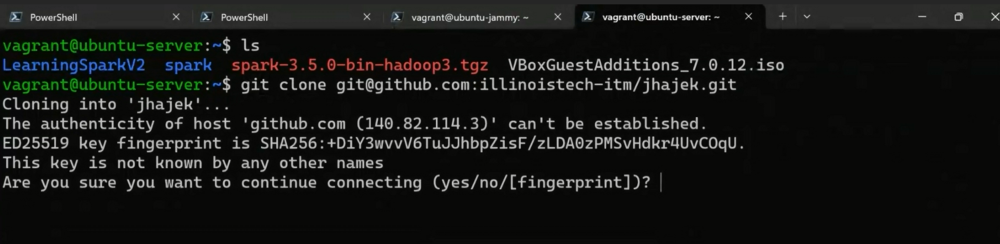 PowerShell PowerShell vagrant@ubuntu-jammy: ~ vagrant@ubuntu-server: ~
vagrant@ubuntu-server:~$ ls
LearningSparkV2 spark spark-3.5.0-bin-hadoop3.tgz VBoxGuestAdditions_7.0.12.iso
vagrant@ubuntu-server:~$ git clone git@github.com:illinoistech-itm/jhajek.git
Cloning into 'jhajek'...
The authenticity of host 'github.com (140.82.114.3)' can't be established.
ED25519 key fingerprint is SHA256:+DiY3wvvV6TuJJhbpZisF/zLDA0zPMSvHdkr4UvCOqU.
This key is not known by any other names
Are you sure you want to continue connecting (yes/no/[fingerprint])?